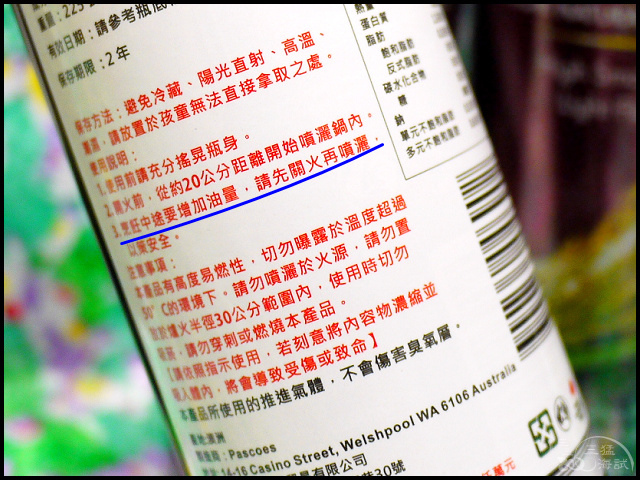 有效日期：請參考瓶底
保存期限：2年
保存方法：避免冷藏、陽光直射、高溫、
請放置於孩童無法直接拿取之處。
使用說明：
1.使用前請充分搖晃瓶身。
2.開火前，從約20公分距離開始噴灑鍋內。
3.烹飪中途要增加油量，請先關火再噴灑，
以策安全。
注意事項：
本產品有高度易燃性，切勿曝露於溫度超過
50°C的環境下。請勿噴灑於火源，請勿置
於爐火半徑30公分範圍內，使用時切勿
吸菸，請勿穿刺或燃燒本產品。
【請依照指示使用，若刻意將內容物濃縮並
吸入體內，將會導致受傷或致命】
本產品所使用的推進氣體，不會傷害臭氧層。
產地:澳洲
製造商:Pascoes
地址:14-16 Casino Street, Welshpool WA 6106 Australia
貿易有限公司
巷30號
熱量
蛋白質
脂肪
飽和脂肪
反式脂肪
碳水化合物
糖
鈉
單元不飽和脂肪
多元不飽和脂肪